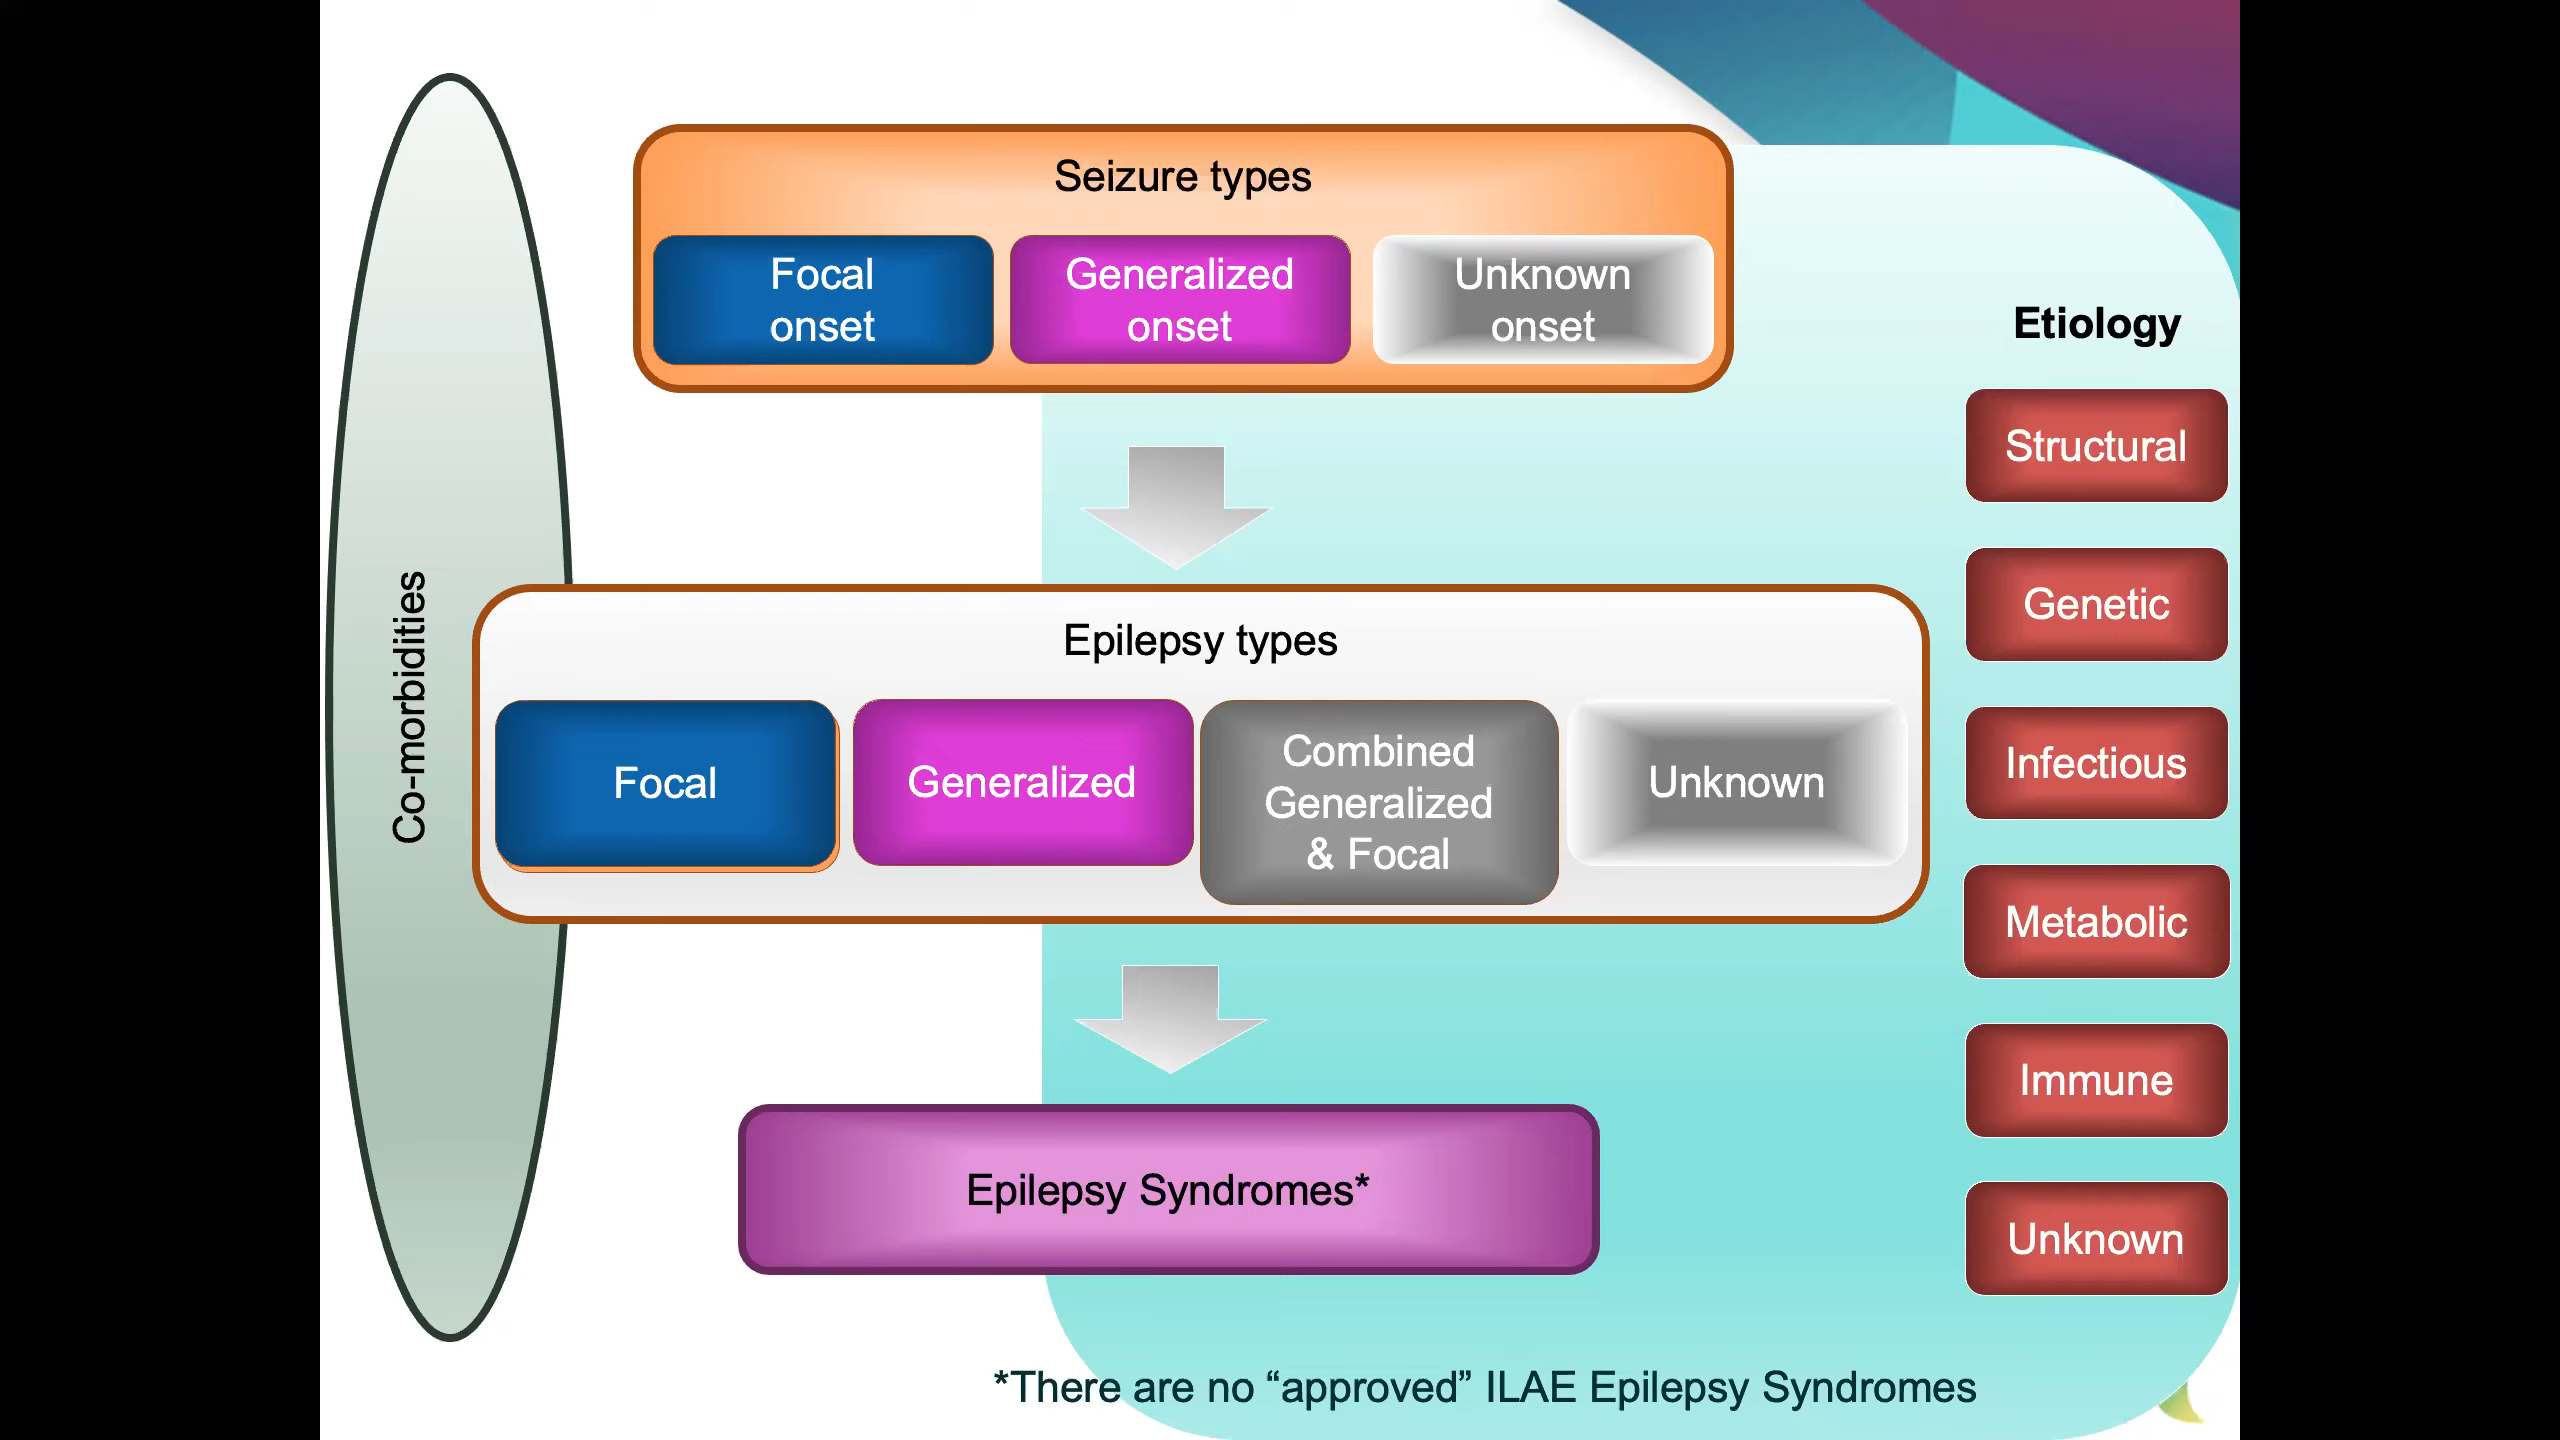 Seizure types
Focal
onset
Generalized
onset
Unknown
onset
Etiology
Structural
Genetic
Infectious
Metabolic
Immune
Unknown
Co-morbidities
Epilepsy types
Focal
Generalized
Combined
Generalized
& Focal
Unknown
Epilepsy Syndromes*
*There are no “approved” ILAE Epilepsy Syndromes